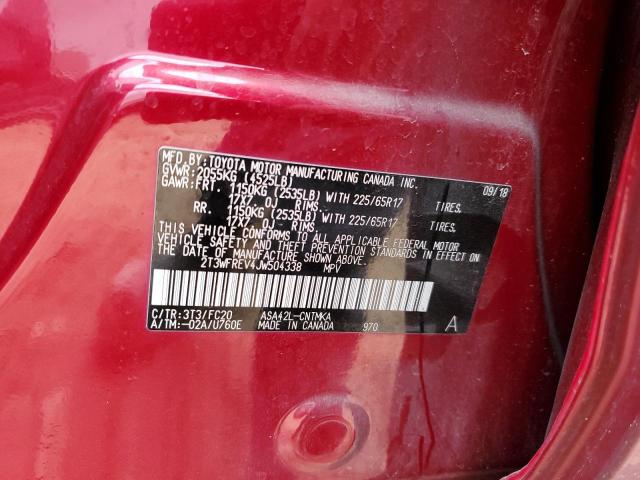 MFD.BY:TOYOTA MOTOR MANUFACTURING CANADA INC.
GVWR:2055KG (4525LB) 09/18
GAWR:FRT. 1150KG (2535LB) WITH 225/65R17 TIRES.
17X7.0J RIMS.
RR. 1150KG (2535LB) WITH 225/65R17 TIRES.
17X7.0J RIMS.
THIS VEHICLE CONFORMS TO ALL APPLICABLE FEDERAL MOTOR
VEHICLE SAFETY AND THEFT PREVENTION STANDARDS IN EFFECT ON
THE DATE OF MANUFACTURE SHOWN ABOVE.
2T3WFREV4JW504338 MPV
C/TR:3T3/FC20 ASA42L-CNTMKA
A/TM:-02A/U760E MADE IN CANADA 970 A